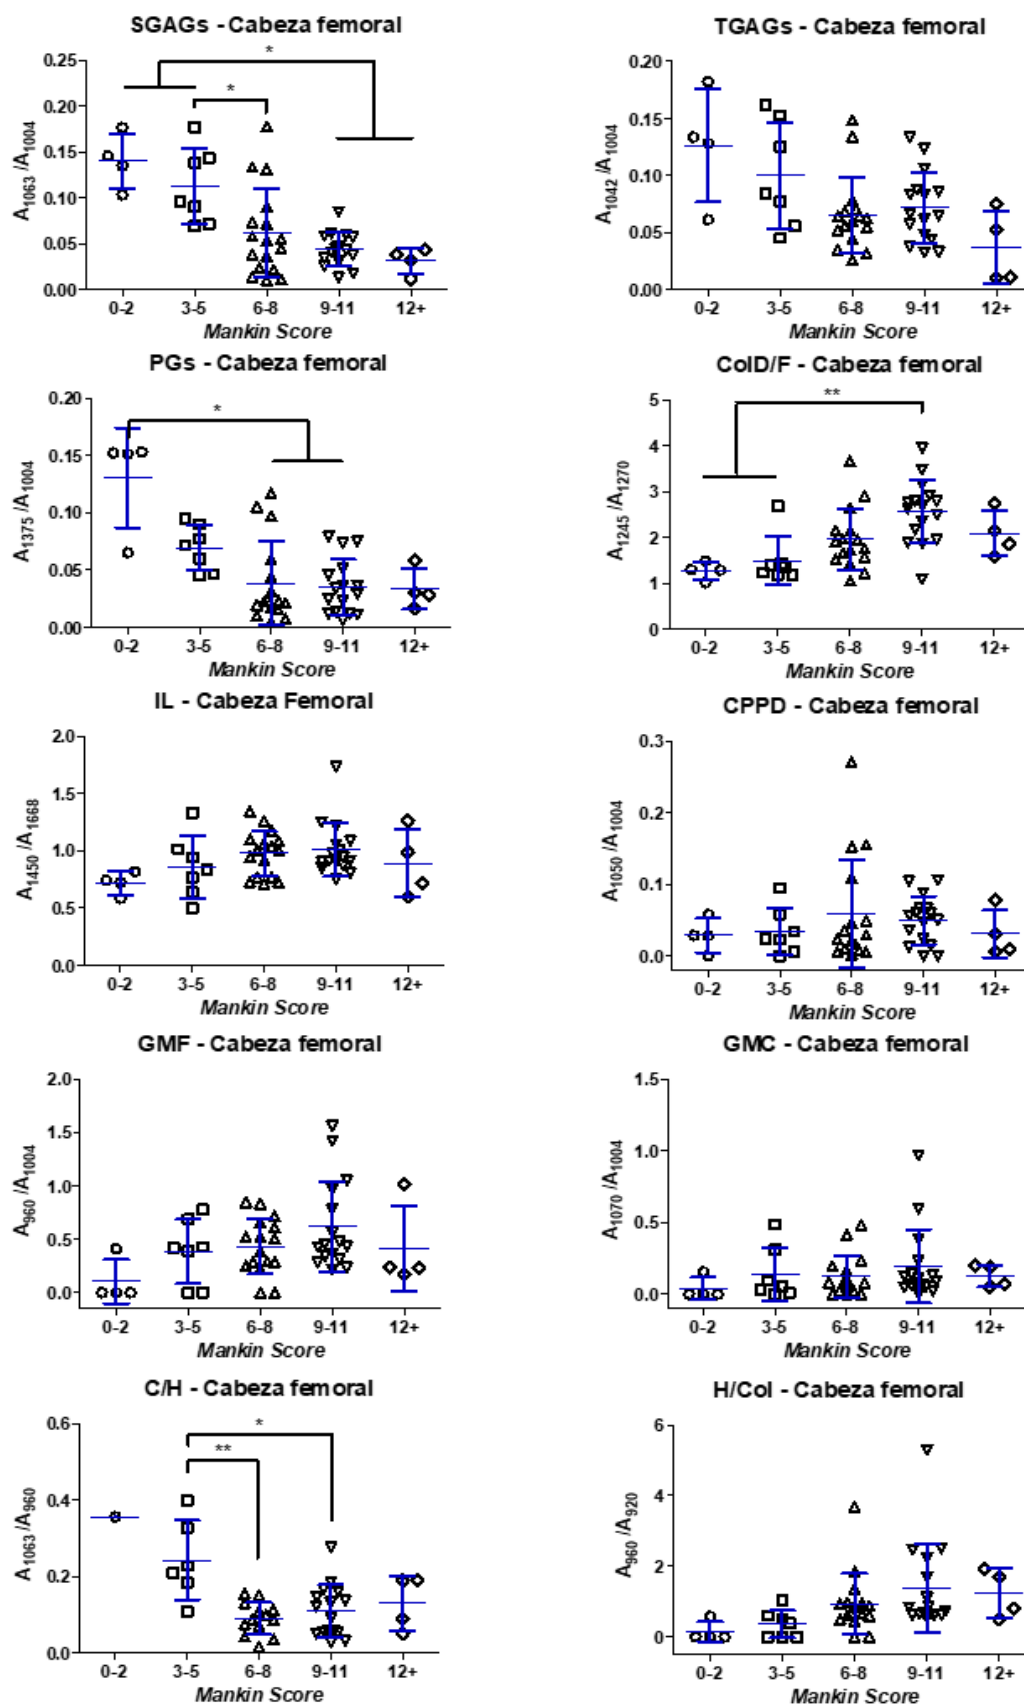 SGAGs - Cabeza femoral
*
*
A1063 /A1004
0.25
0.20
0.15
0.10
0.05
0.00
0-2 3-5 6-8 9-11 12+
Mankin Score
TGAGs - Cabeza femoral
A1042 /A1004
0.20
0.15
0.10
0.05
0.00
0-2 3-5 6-8 9-11 12+
Mankin Score
PGs - Cabeza femoral
*
A1375 /A1004
0.20
0.15
0.10
0.05
0.00
0-2 3-5 6-8 9-11 12+
Mankin Score
ColD/F - Cabeza femoral
**
A1245 /A1270
5
4
3
2
1
0
0-2 3-5 6-8 9-11 12+
Mankin Score
IL - Cabeza Femoral
A1450 /A1668
2.0
1.5
1.0
0.5
0.0
0-2 3-5 6-8 9-11 12+
Mankin Score
CPPD - Cabeza femoral
A1050 /A1004
0.3
0.2
0.1
0.0
0-2 3-5 6-8 9-11 12+
Mankin Score
GMF - Cabeza femoral
A960 /A1004
2.0
1.5
1.0
0.5
0.0
0-2 3-5 6-8 9-11 12+
Mankin Score
GMC - Cabeza femoral
A1070 /A1004
1.5
1.0
0.5
0.0
0-2 3-5 6-8 9-11 12+
Mankin Score
C/H - Cabeza femoral
*
**
A1063 /A960
0.6
0.4
0.2
0.0
0-2 3-5 6-8 9-11 12+
Mankin Score
H/Col - Cabeza femoral
A960 /A920
6
4
2
0
0-2 3-5 6-8 9-11 12+
Mankin Score